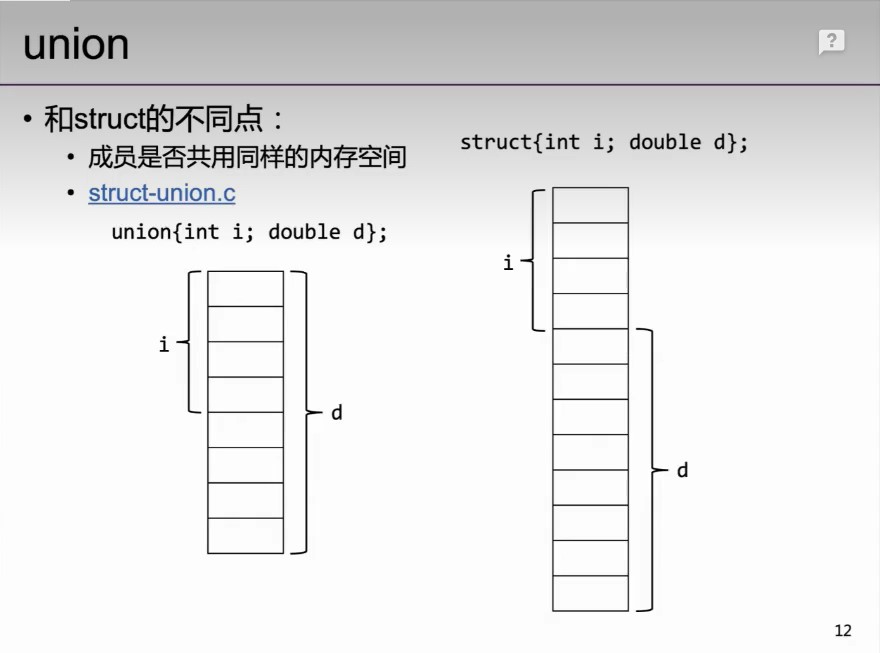 union
?
• 和struct的不同点：
• 成员是否共用同样的内存空间
• struct-union.c
union{int i; double d};
i
d
struct{int i; double d};
i
d
12